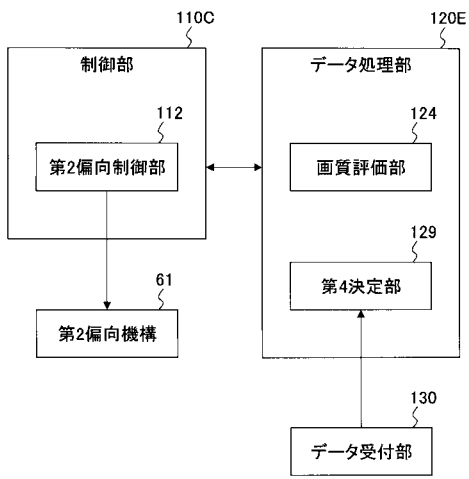 110C
制御部
112
第2偏向制御部
61
第2偏向機構
120E
データ処理部
124
画質評価部
129
第4決定部
130
データ受付部